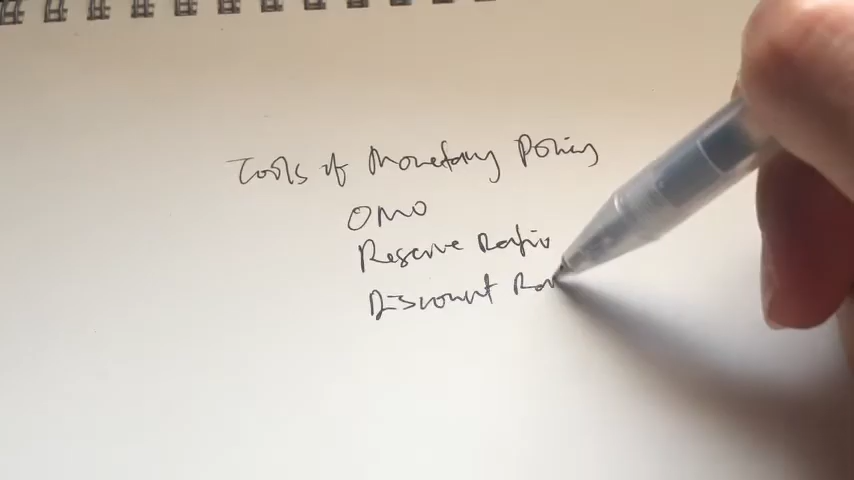 Tools of Monetary Policy
OMO
Reserve Ratio
Discount Ra